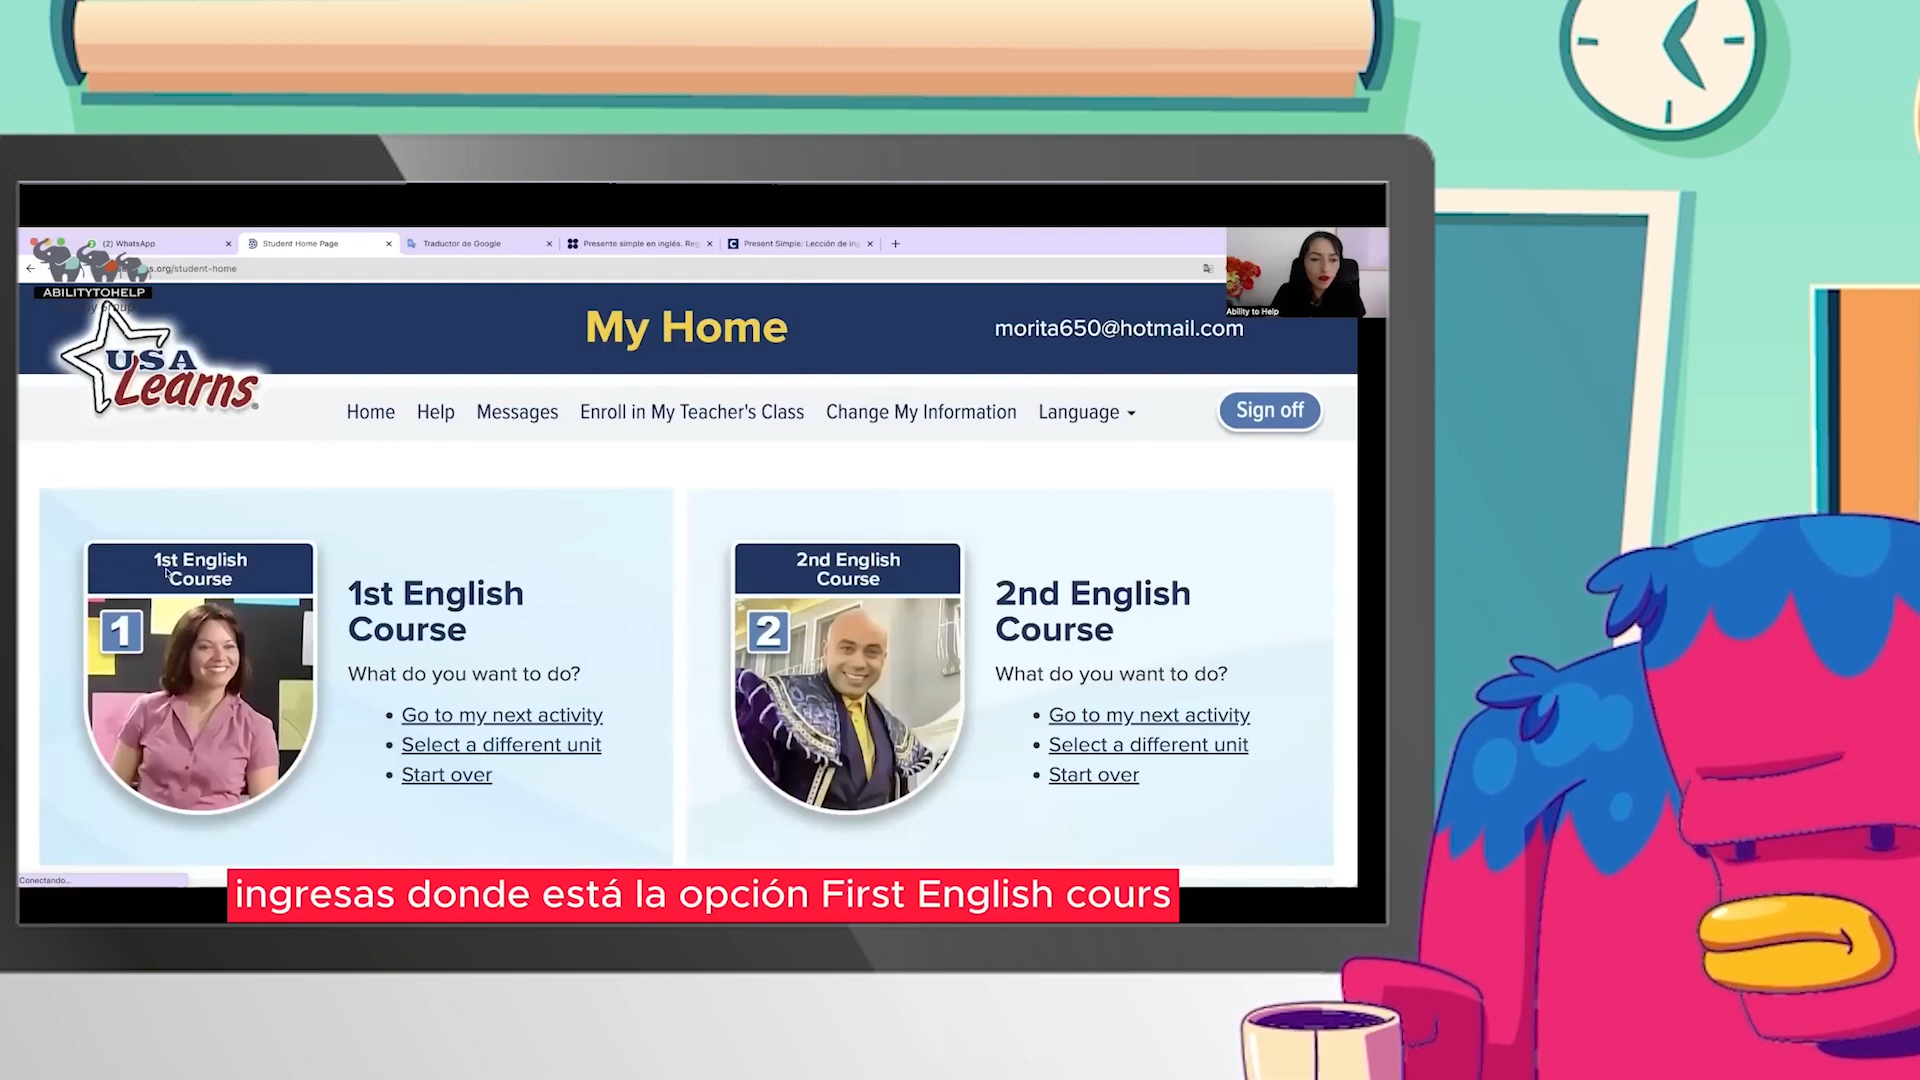 (2) WhatsApp
Student Home Page
Traductor de Google
Presente simple en inglés. Reg
Present Simple: Lección de in
s.org/student-home
ABILITYTOHELP
Ability to Help
USA
Learns
My Home
morita650@hotmail.com
Home
Help
Messages
Enroll in My Teacher's Class
Change My Information
Language
Sign off
1st English
Course
1
1st English
Course
What do you want to do?
• Go to my next activity
• Select a different unit
• Start over
2nd English
Course
2
2nd English
Course
What do you want to do?
• Go to my next activity
• Select a different unit
• Start over
Conectando...
ingresas donde está la opción First English cours